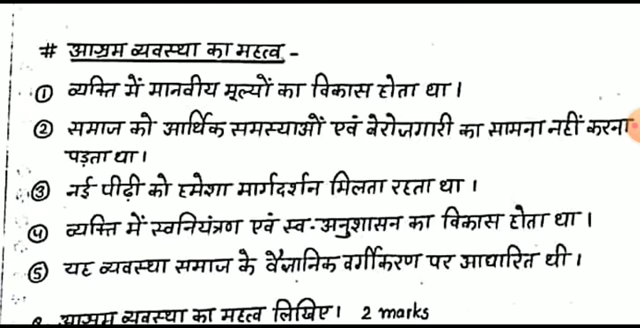 # आश्रम व्यवस्था का महत्व -
① व्यक्ति में मानवीय मूल्यों का विकास होता था।
② समाज को आर्थिक समस्याओं एवं बेरोजगारी का सामना नहीं करना
पड़ता था।
③ नई पीढ़ी को हमेशा मार्गदर्शन मिलता रहता था।
④ व्यक्ति में स्वनियंत्रण एवं स्व-अनुशासन का विकास होता था।
⑤ यह व्यवस्था समाज के वैज्ञानिक वर्गीकरण पर आधारित थी।
आश्रम व्यवस्था का महत्व लिखिए। 2 marks